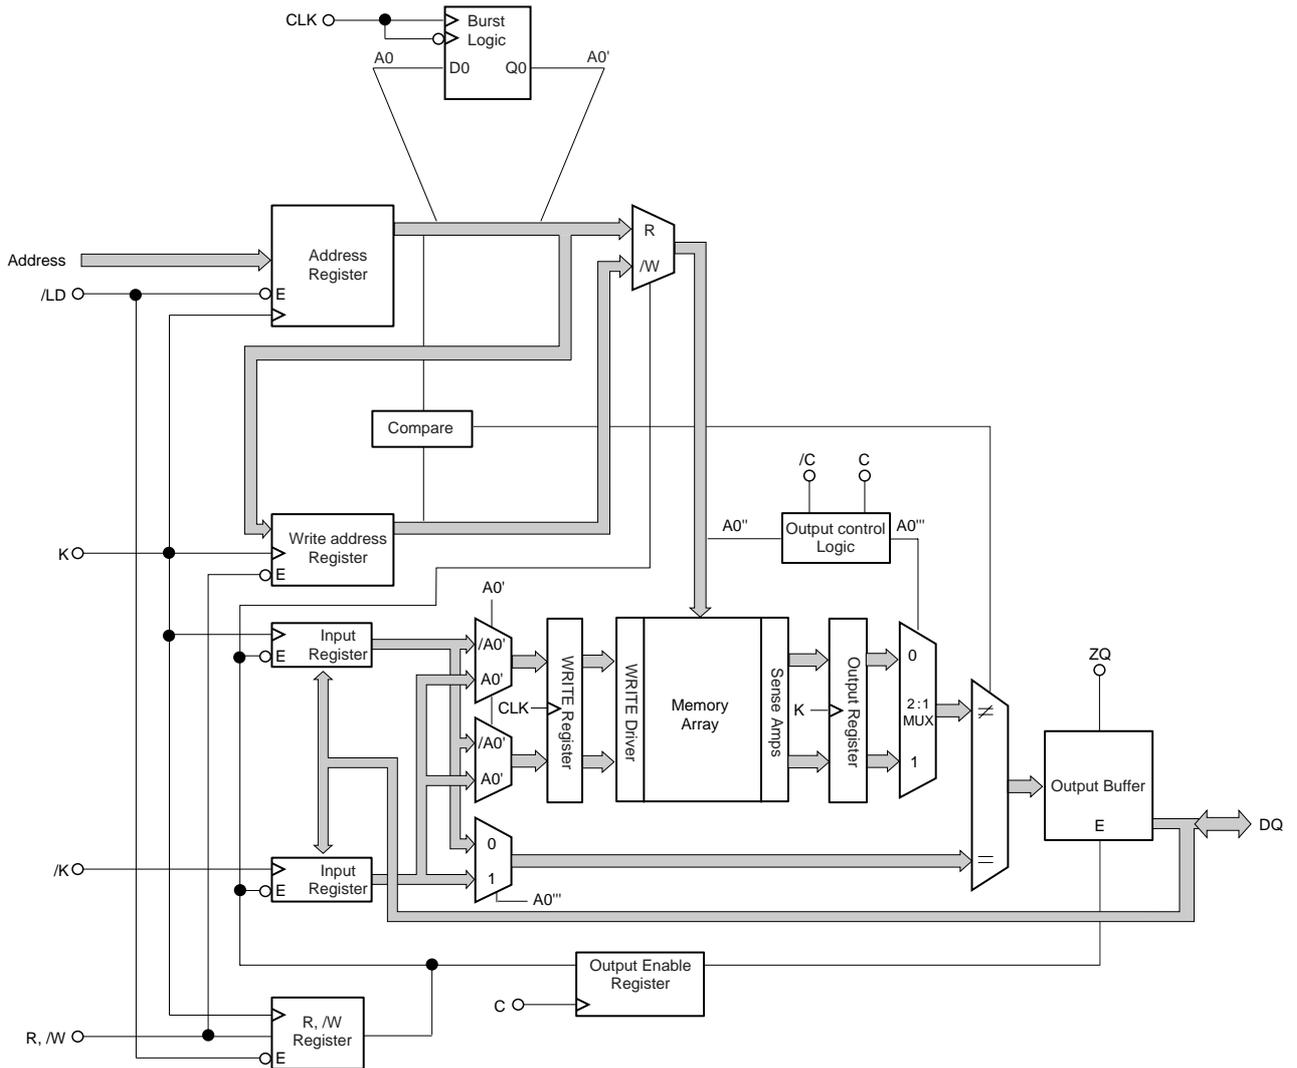 CLK
Burst
Logic
A0
D0
Q0
A0'
Address
Address
Register
R
/W
/LD
E
Compare
/C
C
A0''
Output control
Logic
A0'''
Write address
Register
K
E
A0'
Input
Register
E
/A0'
A0'
CLK
/A0'
A0'
WRITE Register
WRITE Driver
Memory
Array
Sense Amps
K
Output Register
0
2:1
MUX
1
≠
=
ZQ
Output Buffer
E
DQ
/K
Input
Register
E
0
1
A0'''
Output Enable
Register
C
R, /W
R, /W
Register
E